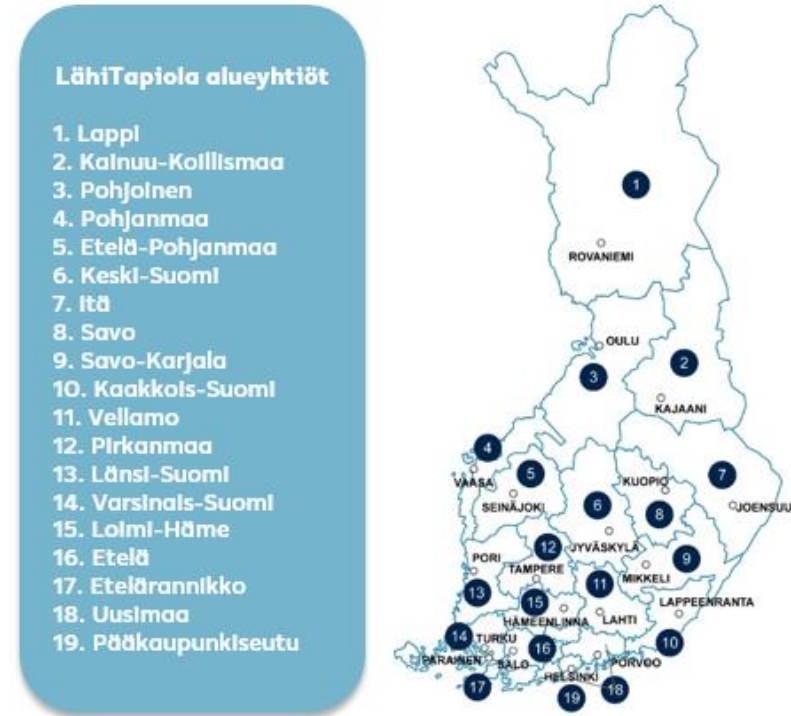 LähiTapiola alueyhtiöt
1. Lappi
2. Kainuu-Koillismaa
3. Pohjoinen
4. Pohjanmaa
5. Etelä-Pohjanmaa
6. Keski-Suomi
7. Itä
8. Savo
9. Savo-Karjala
10. Kaakkois-Suomi
11. Vellamo
12. Pirkanmaa
13. Länsi-Suomi
14. Varsinais-Suomi
15. Loimi-Häme
16. Etelä
17. Etelärannikko
18. Uusimaa
19. Pääkaupunkiseutu
1
ROVANIEMI
OULU
2
3
KAJAANI
4
VAASA
5
SEINÄJOKI
6
KUOPIO
7
JOENSUU
8
JYVÄSKYLÄ
12
PORI
TAMPERE
9
MIKKELI
11
13
15
HÄMEENLINNA
LAHTI
LAPPEENRANTA
14
TURKU
16
10
PARAINEN
SALO
HELSINKI
PORVOO
17
19
18